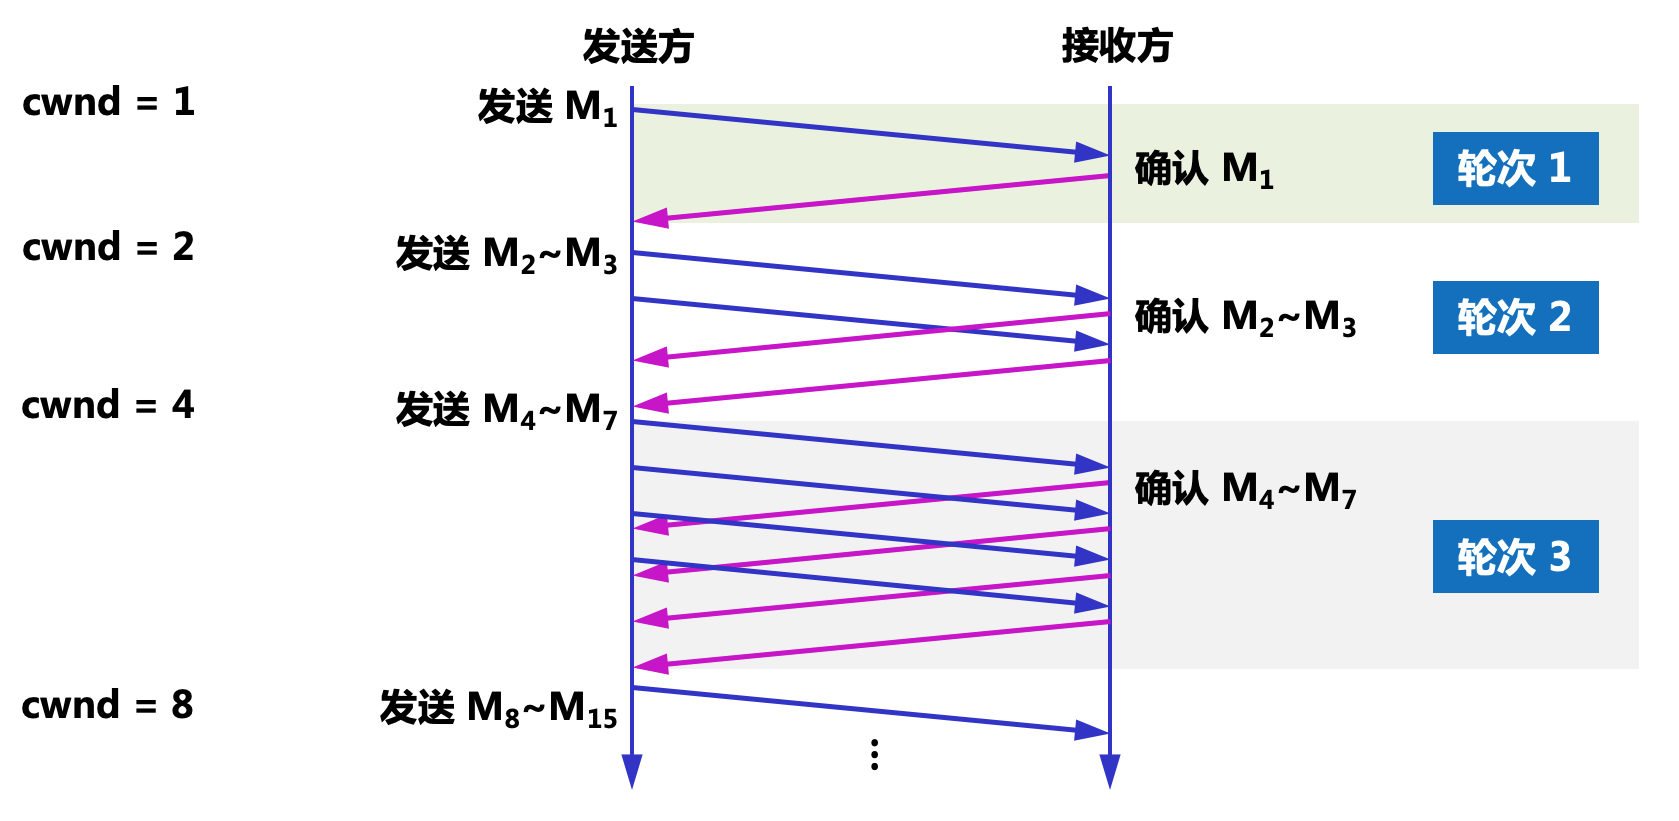 发送方 接收方
cwnd = 1 发送 M1
确认 M1 轮次 1
cwnd = 2 发送 M2~M3
确认 M2~M3 轮次 2
cwnd = 4 发送 M4~M7
确认 M4~M7
轮次 3
cwnd = 8 发送 M8~M15
⋮